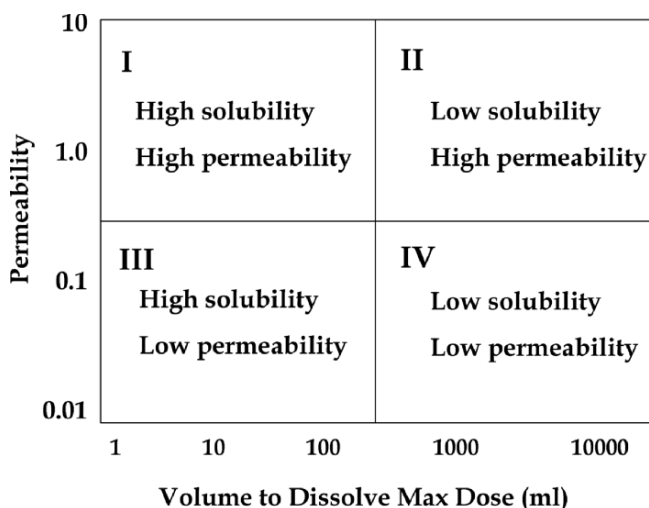 10
I
II
High solubility
Low solubility
1.0
High permeability
High permeability
Permeability
III
IV
0.1
High solubility
Low solubility
Low permeability
Low permeability
0.01
1
10
100
1000
10000
Volume to Dissolve Max Dose (ml)